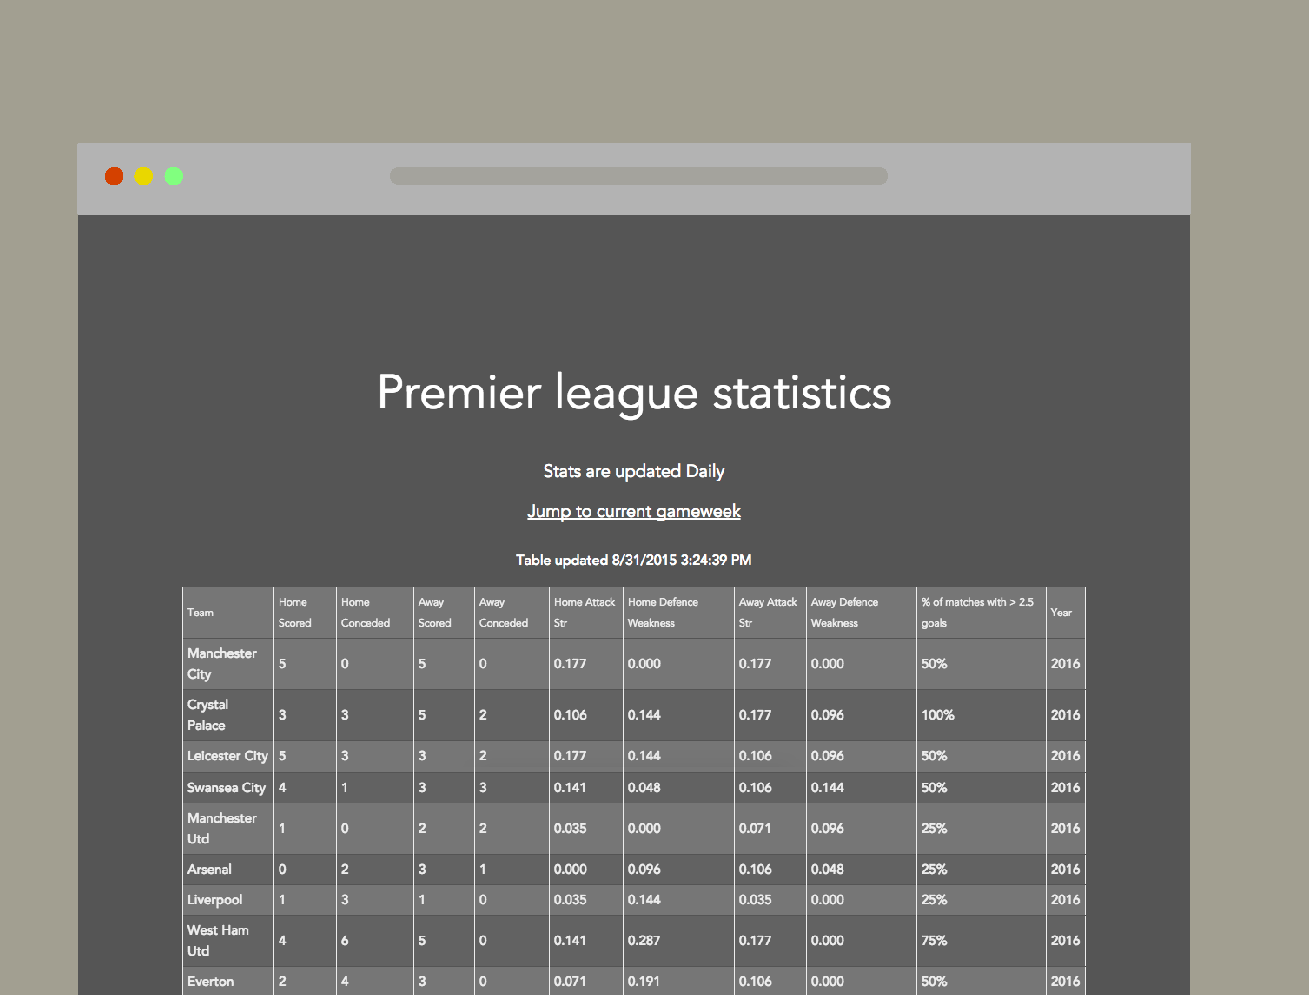 Premier league statistics
Stats are updated Daily
Jump to current gameweek
Table updated 8/31/2015 3:24:39 PM
Team Home Scored Home Conceded Away Scored Away Conceded Home Attack Str Home Defence Weakness Away Attack Str Away Defence Weakness % of matches with > 2.5 goals Year
Manchester City 5 0 5 0 0.177 0.000 0.177 0.000 50% 2016
Crystal Palace 3 3 5 2 0.106 0.144 0.177 0.096 100% 2016
Leicester City 5 3 3 2 0.177 0.144 0.106 0.096 50% 2016
Swansea City 4 1 3 3 0.141 0.048 0.106 0.144 50% 2016
Manchester Utd 1 0 2 2 0.035 0.000 0.071 0.096 25% 2016
Arsenal 0 2 3 1 0.000 0.096 0.106 0.048 25% 2016
Liverpool 1 3 1 0 0.035 0.144 0.035 0.000 25% 2016
West Ham Utd 4 6 5 0 0.141 0.287 0.177 0.000 75% 2016
Everton 2 4 3 0 0.071 0.191 0.106 0.000 50% 2016